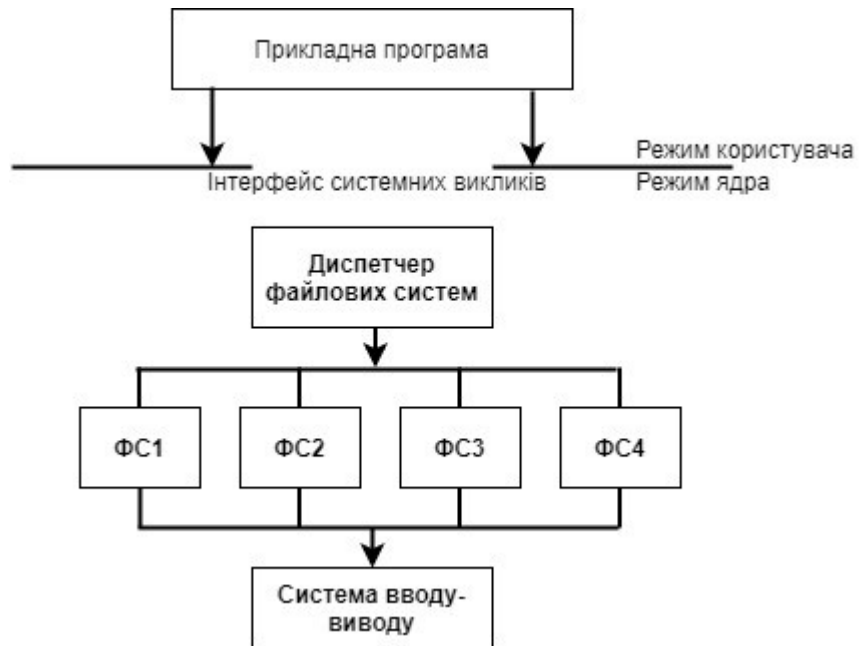 Прикладна програма
Режим користувача
Інтерфейс системних викликів
Режим ядра
Диспетчер
файлових систем
ФС1
ФС2
ФС3
ФС4
Система вводу-
виводу